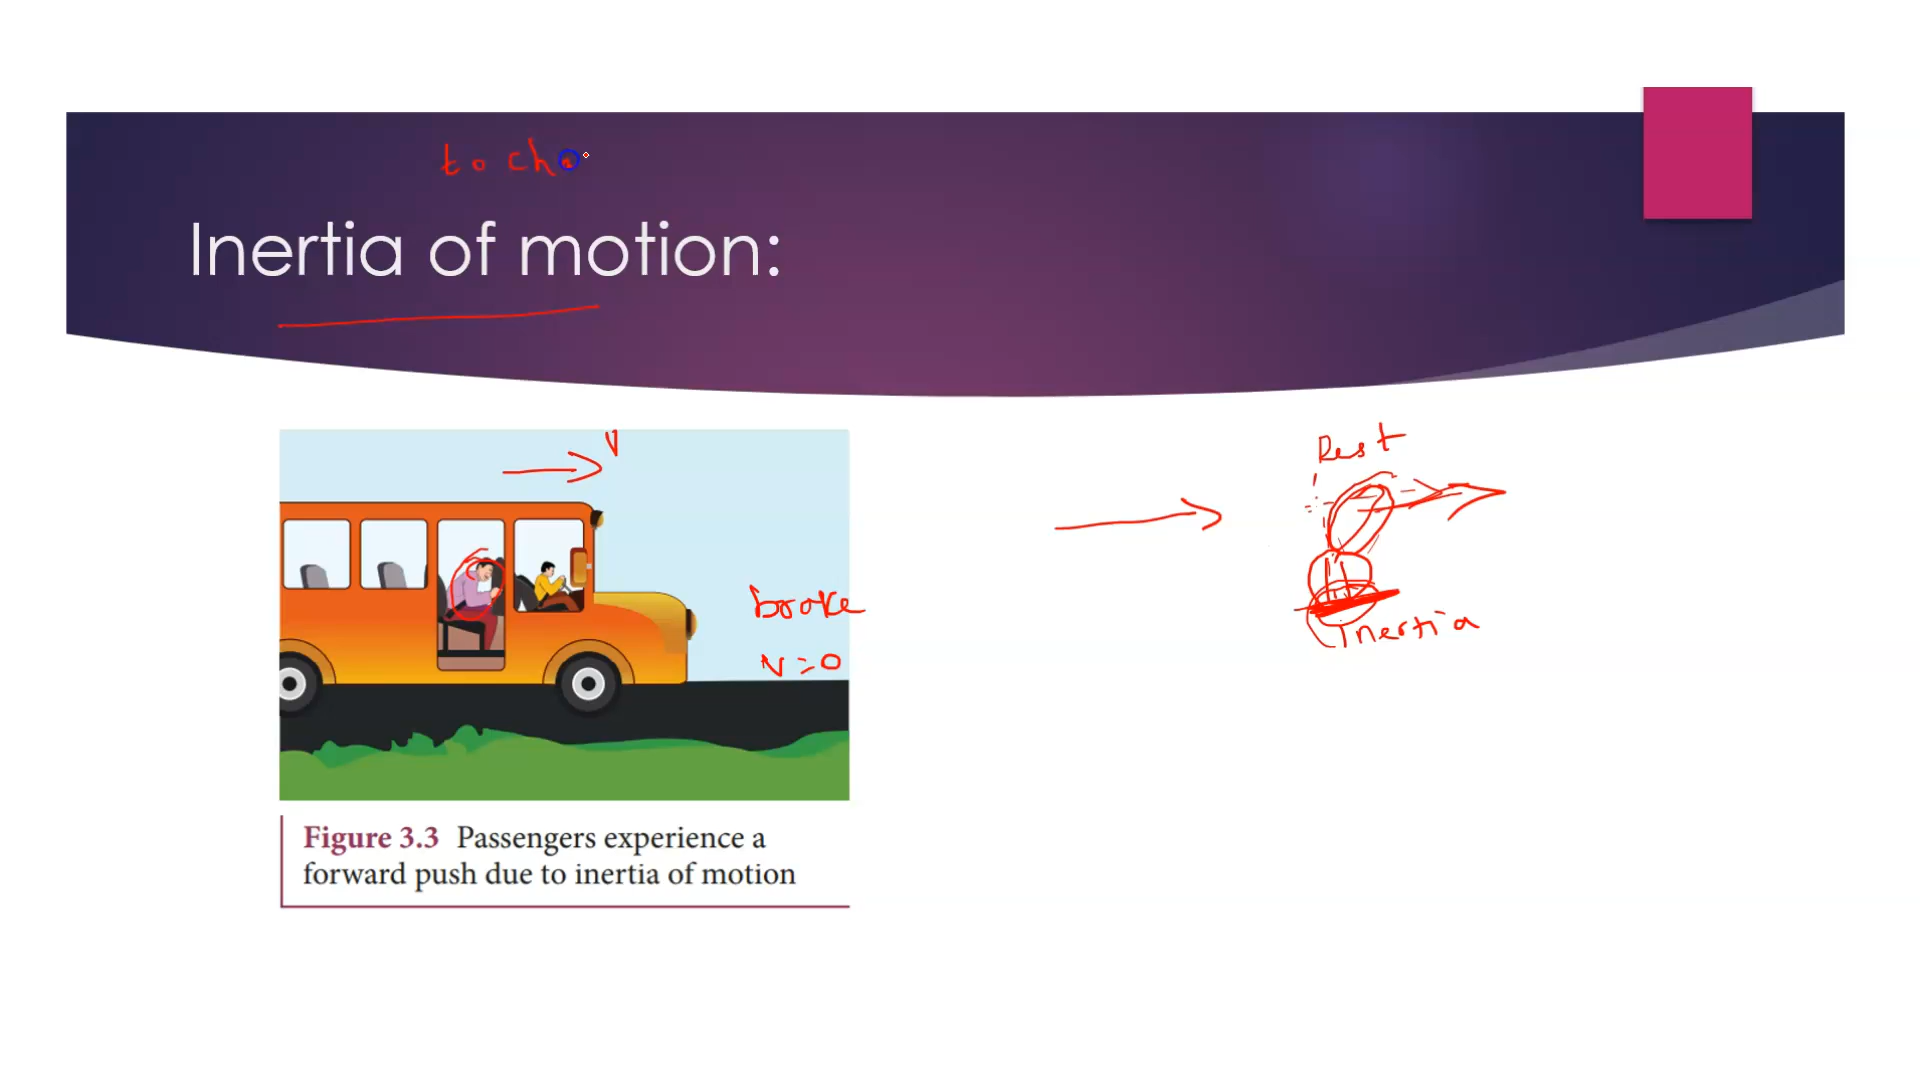 to cha
Inertia of motion:
V
Rest
brake
v = 0
inertia
Figure 3.3 Passengers experience a
forward push due to inertia of motion